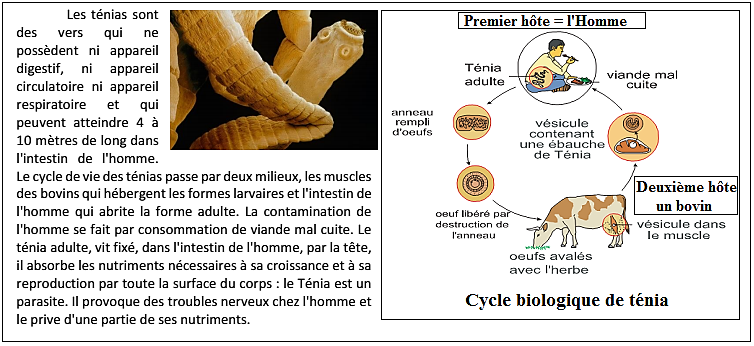 Les ténias sont
des vers qui ne
possèdent ni appareil
digestif, ni appareil
circulatoire ni appareil
respiratoire et qui
peuvent atteindre 4 à
10 mètres de long dans
l'intestin de l'homme.
Le cycle de vie des ténias passe par deux milieux, les muscles
des bovins qui hébergent les formes larvaires et l'intestin de
l'homme qui abrite la forme adulte. La contamination de
l'homme se fait par consommation de viande mal cuite. Le
ténia adulte, vit fixé, dans l'intestin de l'homme, par la tête,
il absorbe les nutriments nécessaires à sa croissance et à sa
reproduction par toute la surface du corps : le Ténia est un
parasite. Il provoque des troubles nerveux chez l'homme et
le prive d'une partie de ses nutriments.
Premier hôte = l'Homme
Ténia
adulte
viande mal
cuite
anneau
rempli
d'oeufs
vésicule
contenant
une ébauche
de Ténia
Deuxième hôte
un bovin
oeuf libéré par
destruction de
l'anneau
vésicule dans
le muscle
oeufs avalés
avec l'herbe
Cycle biologique de ténia